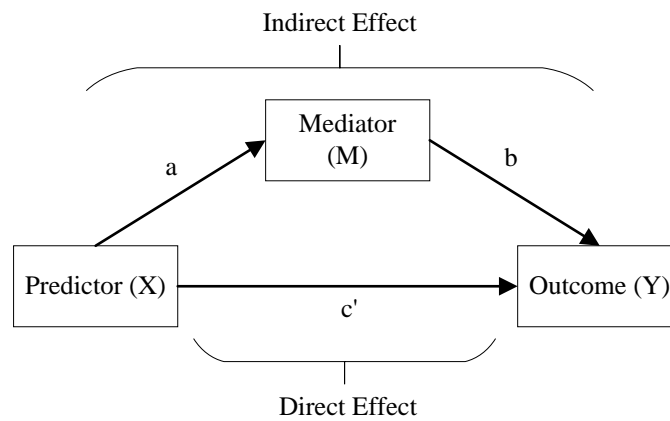 Indirect Effect
Mediator
(M)
a
b
Predictor (X)
Outcome (Y)
c'
Direct Effect